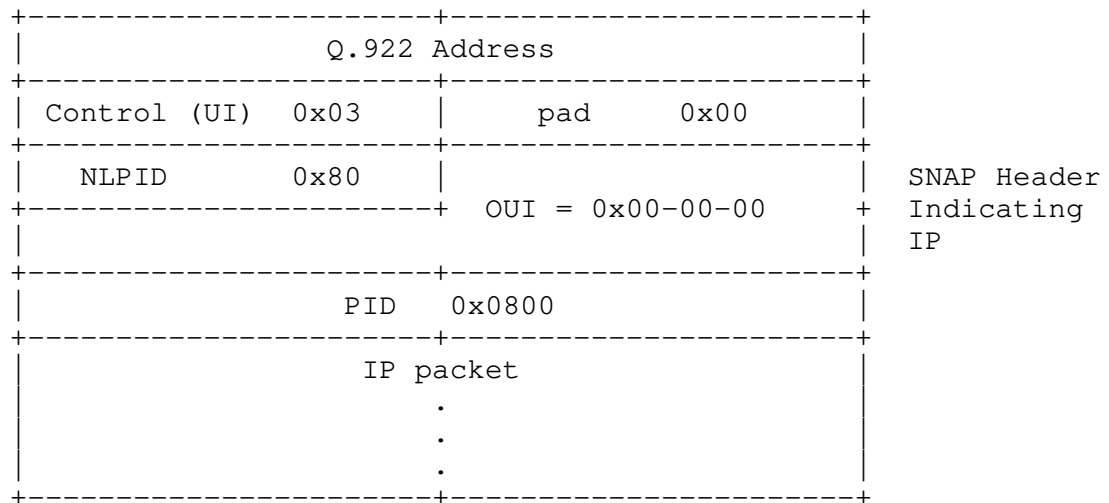 Q.922 Address
Control (UI) 0x03 pad 0x00
NLPID 0x80 SNAP Header
OUI = 0x00-00-00 Indicating
IP
PID 0x0800
IP packet
.
.
.